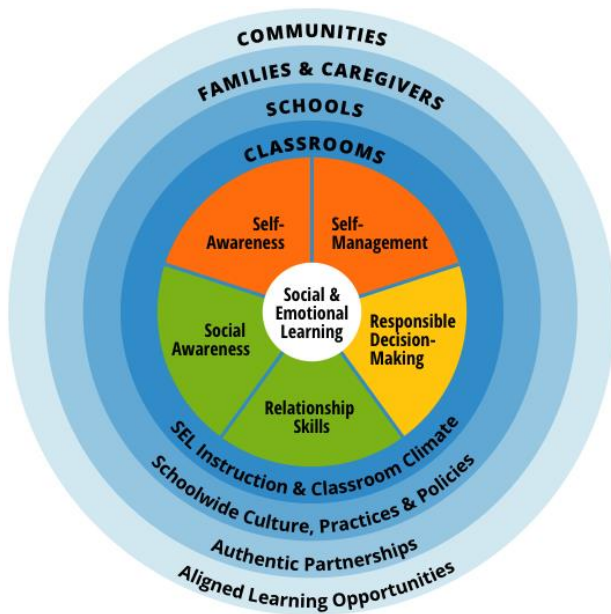 COMMUNITIES
FAMILIES & CAREGIVERS
SCHOOLS
CLASSROOMS
Self-
Awareness
Self-
Management
Social &
Emotional
Learning
Social
Awareness
Responsible
Decision-
Making
Relationship
Skills
SEL Instruction & Classroom Climate
Schoolwide Culture, Practices & Policies
Authentic Partnerships
Aligned Learning Opportunities